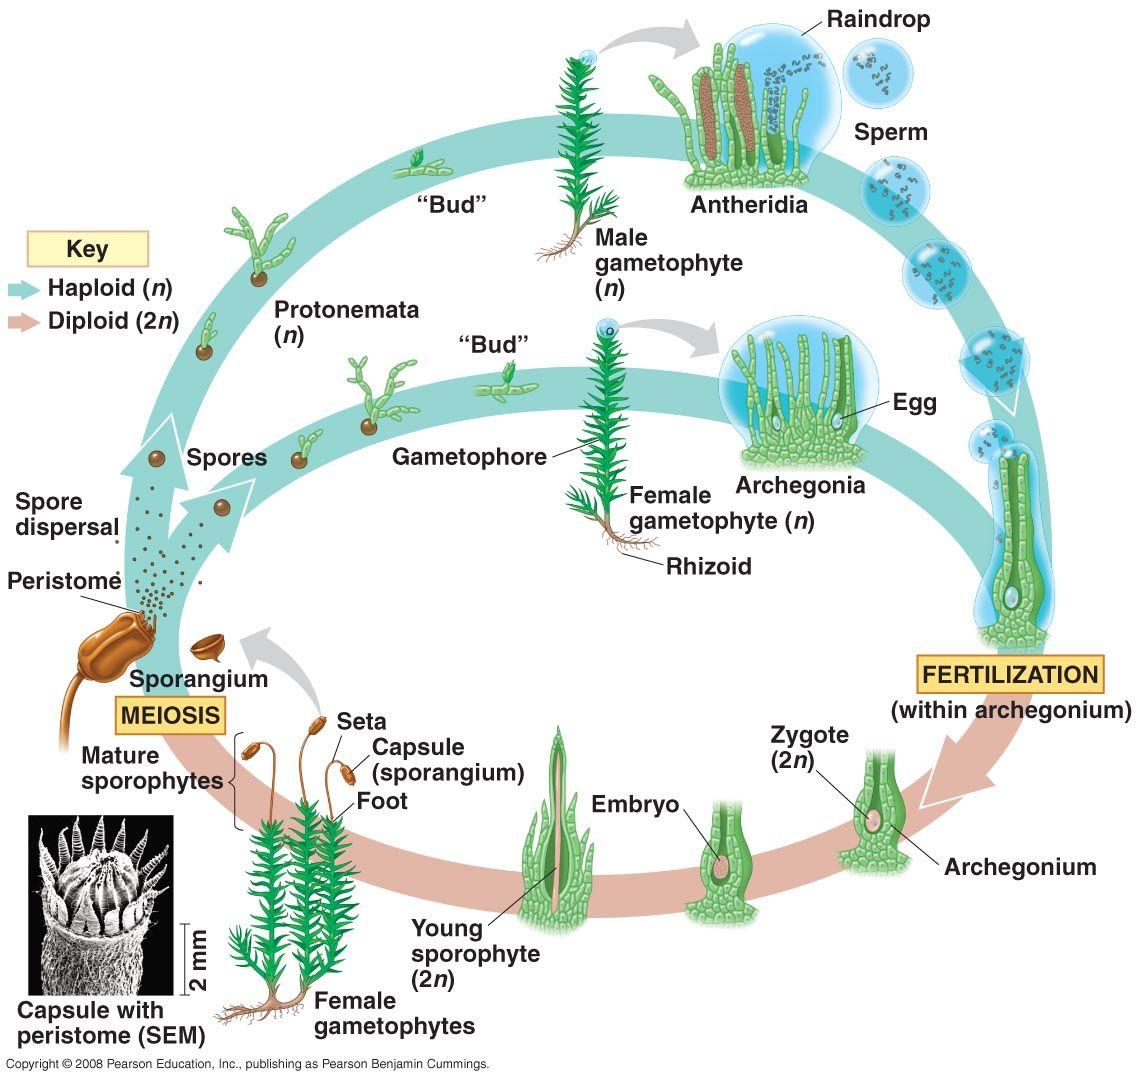 Raindrop
Sperm
"Bud"
Antheridia
Key
Haploid (n)
Diploid (2n)
Male
gametophyte
(n)
Protonemata
(n)
"Bud"
Egg
Spores
Gametophore
Archegonia
Spore
dispersal
Female
gametophyte (n)
Rhizoid
Peristome
Sporangium
MEIOSIS
FERTILIZATION
(within archegonium)
Seta
Capsule
(sporangium)
Foot
Mature
sporophytes
Zygote
(2n)
Embryo
Archegonium
Young
sporophyte
(2n)
2 mm
Female
gametophytes
Capsule with
peristome (SEM)
Copyright © 2008 Pearson Education, Inc., publishing as Pearson Benjamin Cummings.